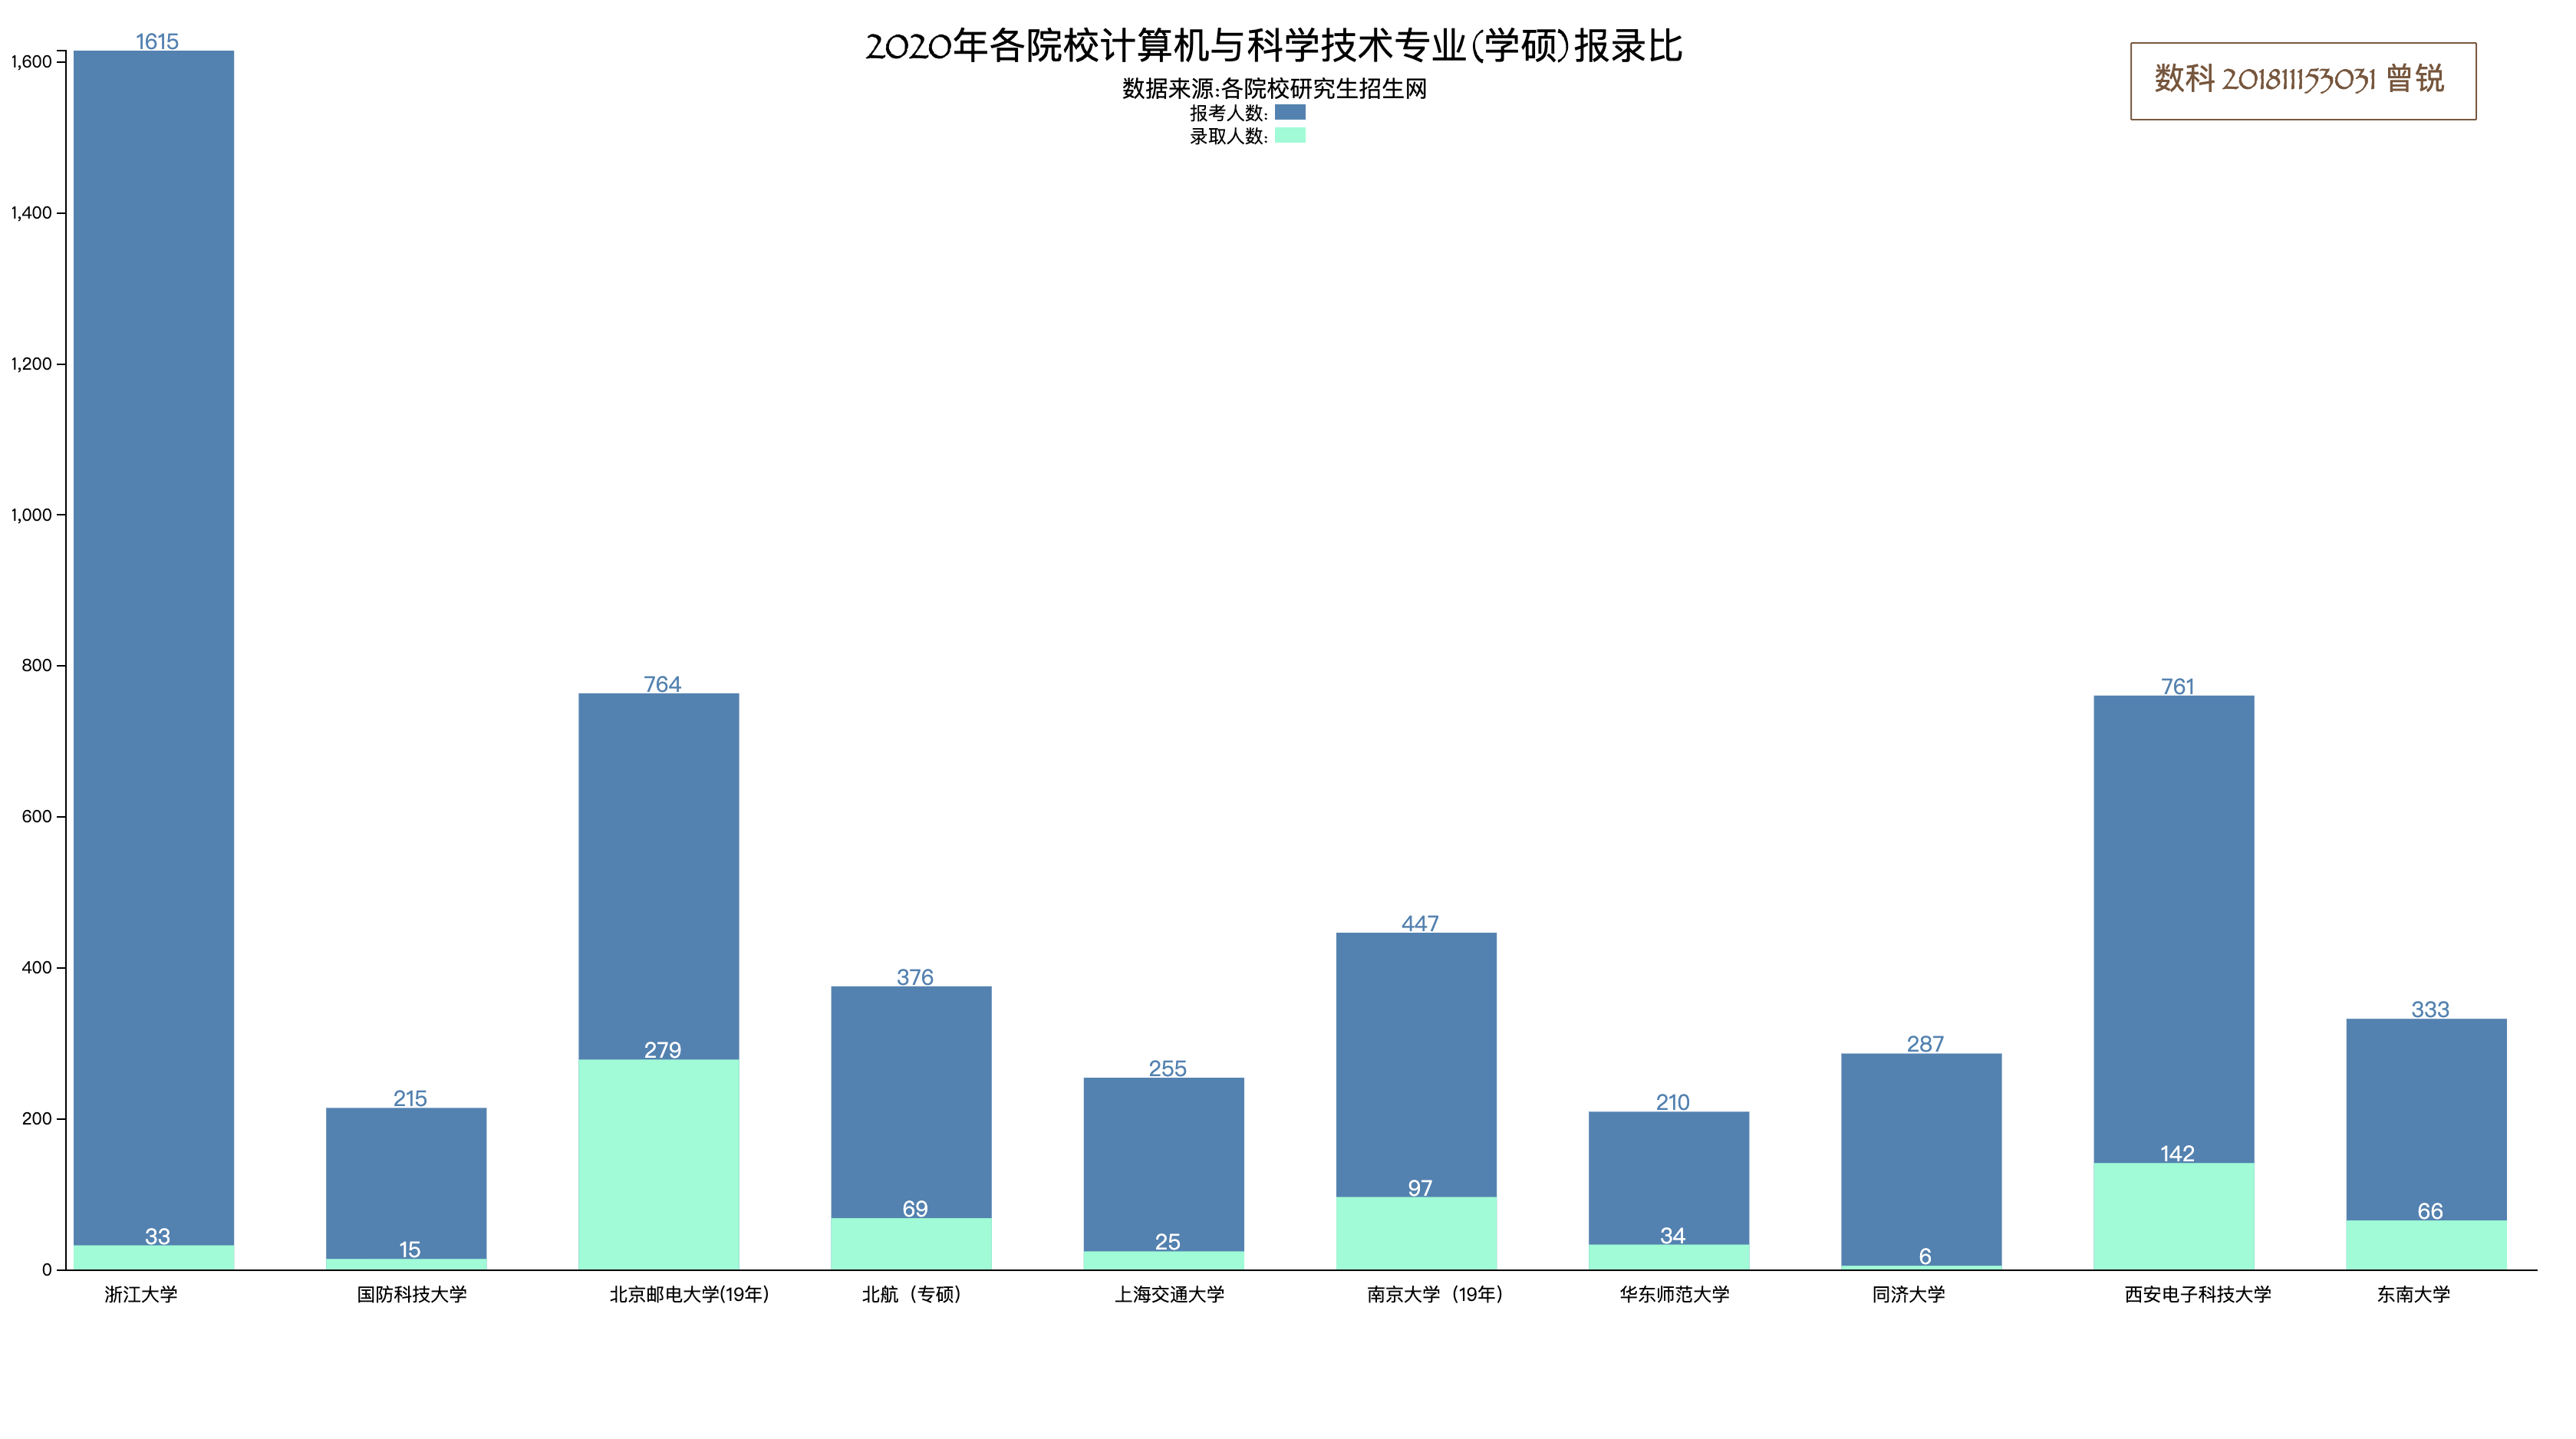 2020年各院校计算机与科学技术专业(学硕)报录比
数据来源:各院校研究生招生网
报考人数:
录取人数:
数科 201811153031 曾锐
1,600
1,400
1,200
1,000
800
600
400
200
0
1615
33
215
15
764
279
376
69
255
25
447
97
210
34
287
6
761
142
333
66
浙江大学
国防科技大学
北京邮电大学(19年）
北航（专硕）
上海交通大学
南京大学（19年）
华东师范大学
同济大学
西安电子科技大学
东南大学